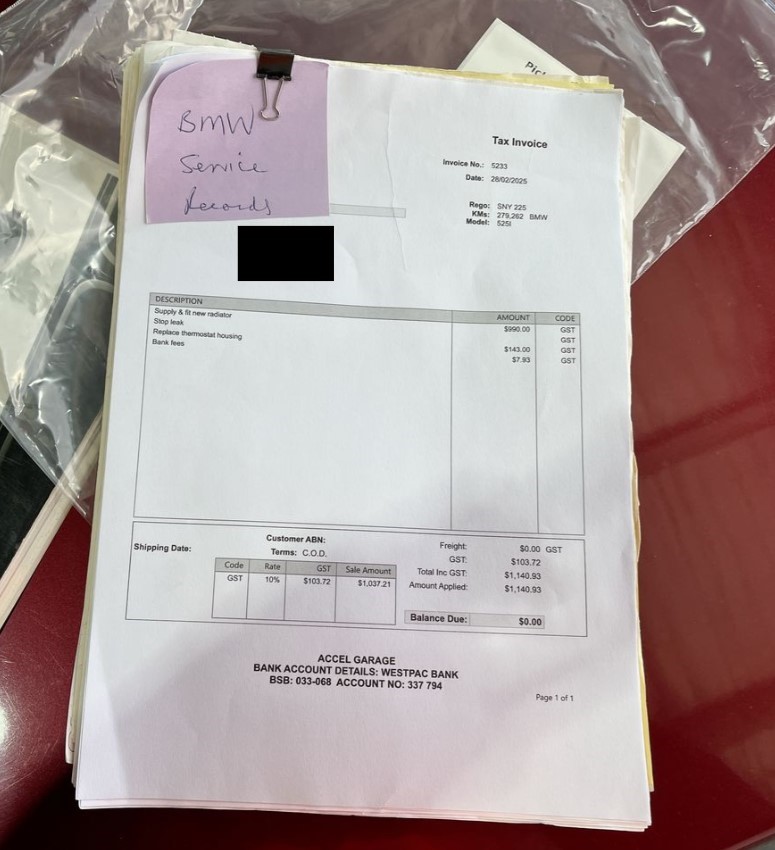 Pic
BMW
Service
Records
Tax Invoice
Invoice No.: 5233
Date: 28/02/2025
Rego: SNY 225
KMs: 279,262 BMW
Model: 525I
DESCRIPTION AMOUNT CODE
Supply & fit new radiator $990.00 GST
Stop leak GST
Replace thermostat housing $143.00 GST
Bank fees $7.93 GST
Shipping Date:
Customer ABN:
Terms: C.O.D.
Code Rate GST Sale Amount
GST 10% $103.72 $1,037.21
Freight: $0.00 GST
GST: $103.72
Total Inc GST: $1,140.93
Amount Applied: $1,140.93
Balance Due: $0.00
ACCEL GARAGE
BANK ACCOUNT DETAILS: WESTPAC BANK
BSB: 033-068 ACCOUNT NO: 337 794
Page 1 of 1